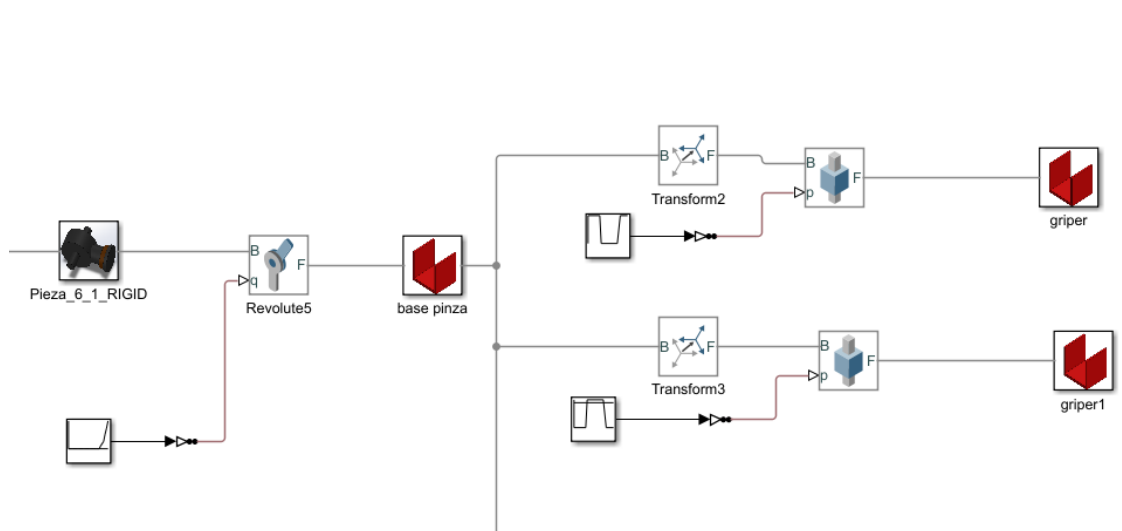 B
F
Transform2
B
F
p
griper
B
F
q
Pieza_6_1_RIGID
Revolute5
base pinza
B
F
Transform3
B
F
p
griper1